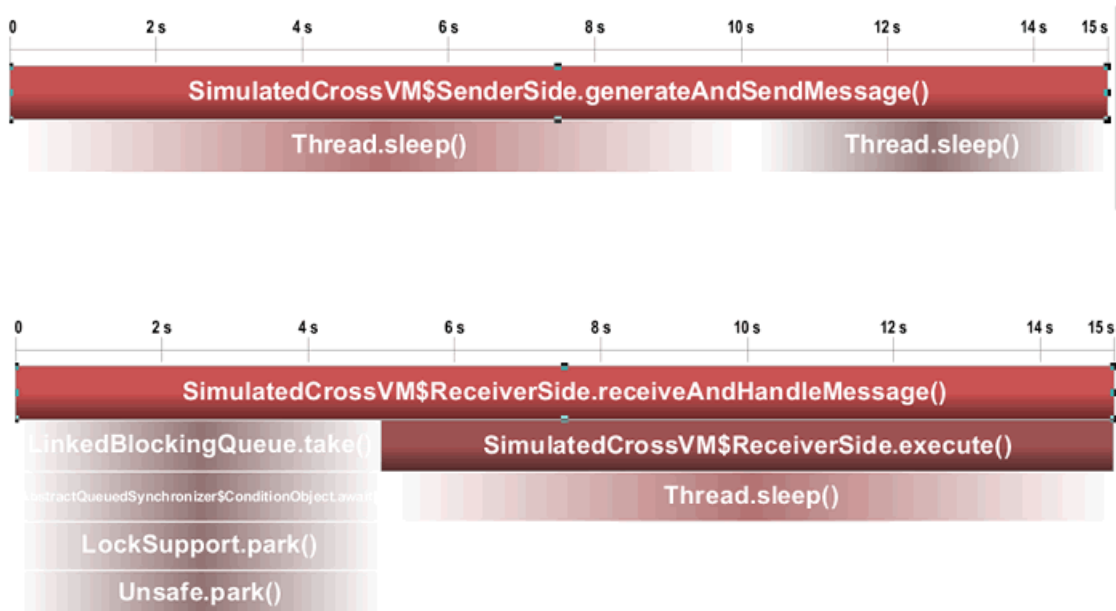 0 2 s 4 s 6 s 8 s 10 s 12 s 14 s 15 s
SimulatedCrossVM$SenderSide.generateAndSendMessage()
Thread.sleep() Thread.sleep()
0 2 s 4 s 6 s 8 s 10 s 12 s 14 s 15 s
SimulatedCrossVM$ReceiverSide.receiveAndHandleMessage()
LinkedBlockingQueue.take() SimulatedCrossVM$ReceiverSide.execute()
Thread.sleep()
LockSupport.park()
Unsafe.park()